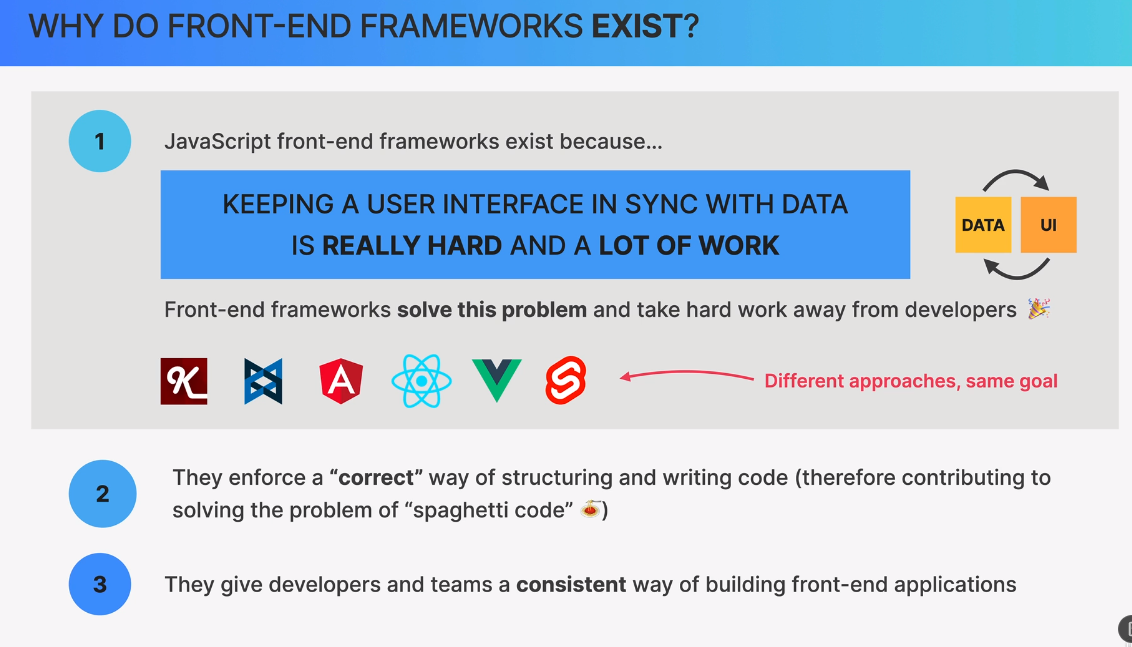 WHY DO FRONT-END FRAMEWORKS EXIST?
1
JavaScript front-end frameworks exist because...
KEEPING A USER INTERFACE IN SYNC WITH DATA
IS REALLY HARD AND A LOT OF WORK
DATA
UI
Front-end frameworks solve this problem and take hard work away from developers 🎉
Different approaches, same goal
2
They enforce a “correct” way of structuring and writing code (therefore contributing to
solving the problem of “spaghetti code” 🍝)
3
They give developers and teams a consistent way of building front-end applications